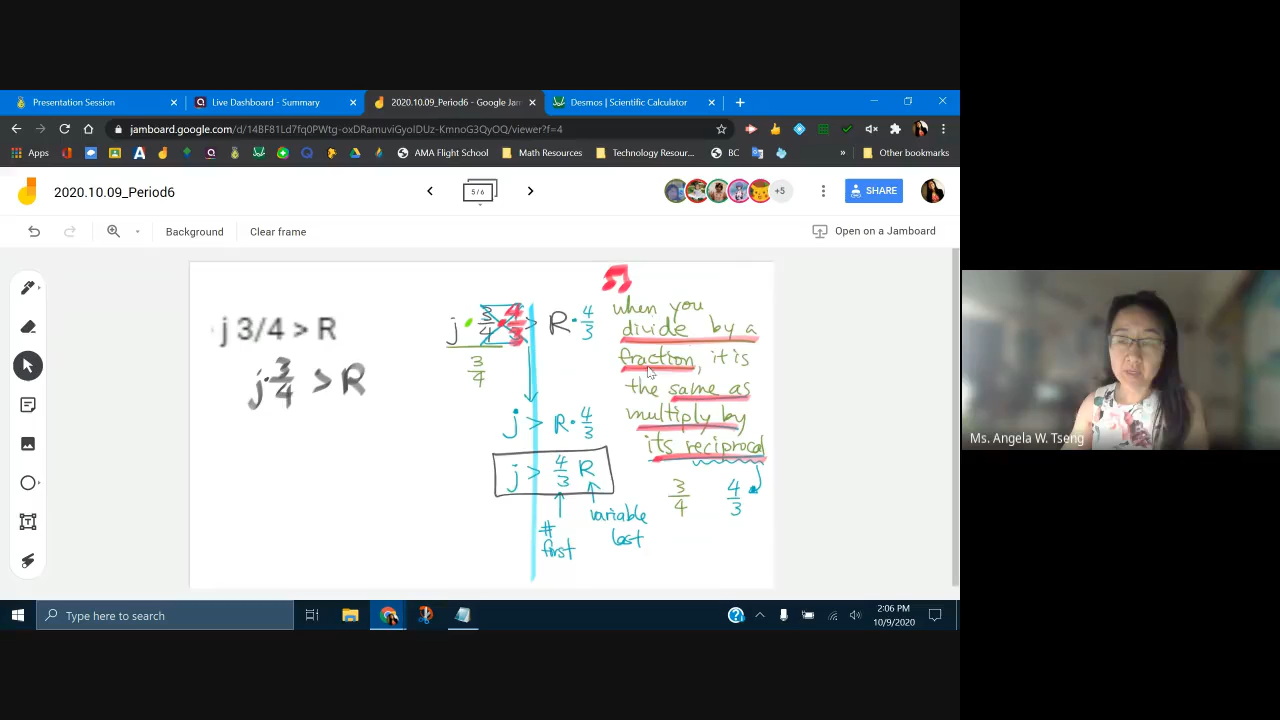 Presentation Session
Live Dashboard - Summary
2020.10.09_Period6 - Google Jam
Desmos | Scientific Calculator
jamboard.google.com/d/14BF81Ld7fq0PWtg-oxDRamuviGyoIDUz-KmnoG3QyOQ/viewer?f=4
Apps
AMA Flight School
Math Resources
Technology Resour...
BC
»
Other bookmarks
2020.10.09_Period6
5/6
+5
SHARE
Background
Clear frame
Open on a Jamboard
j 3/4 > R
j · 3/4 > R
j · 3/4 · 4/3 > R · 4/3
3/4
j > R · 4/3
j > 4/3 R
# first
variable last
when you
divide by a
fraction, it is
the same as
multiply by
its reciprocal
3/4 4/3
Ms. Angela W. Tseng
Type here to search
2:06 PM
10/9/2020